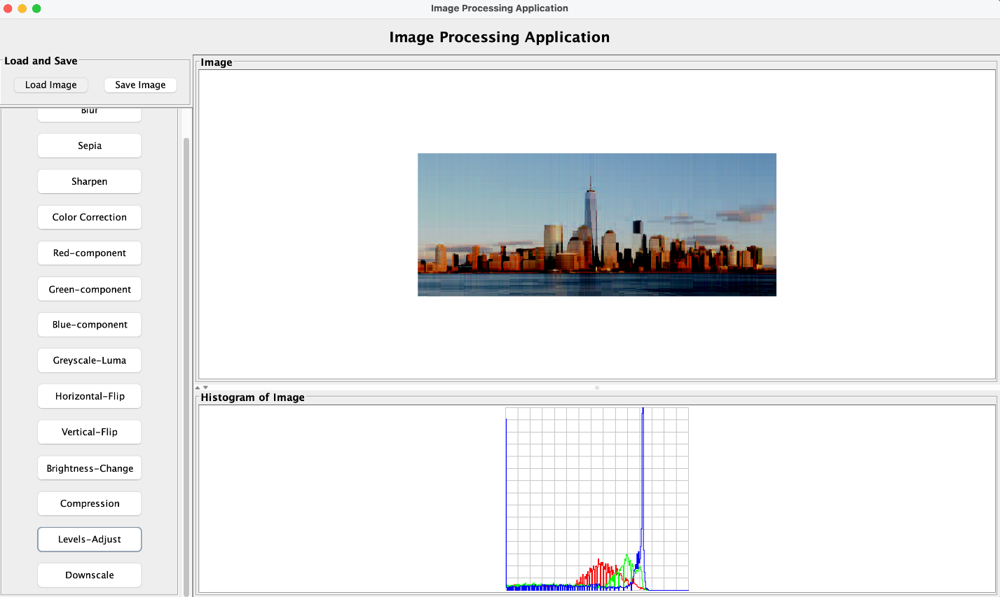 Image Processing Application
Image Processing Application
Load and Save
Load Image
Save Image
Blur
Sepia
Sharpen
Color Correction
Red-component
Green-component
Blue-component
Greyscale-Luma
Horizontal-Flip
Vertical-Flip
Brightness-Change
Compression
Levels-Adjust
Downscale
Image
Histogram of Image